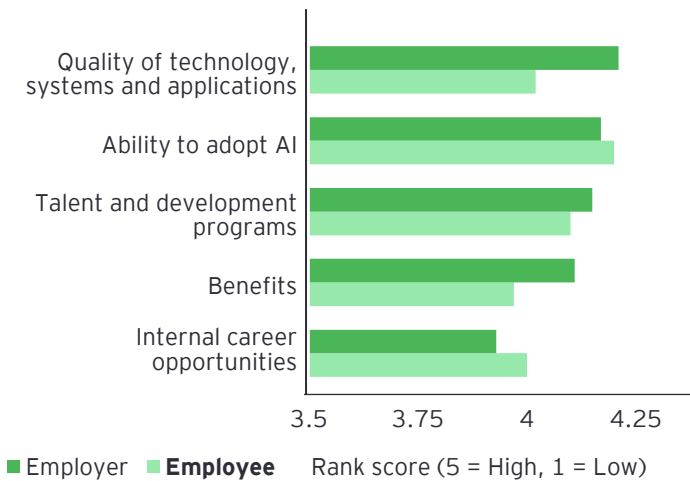 Quality of technology,
systems and applications
Ability to adopt AI
Talent and development
programs
Benefits
Internal career
opportunities
3.5 3.75 4 4.25
Employer Employee Rank score (5 = High, 1 = Low)